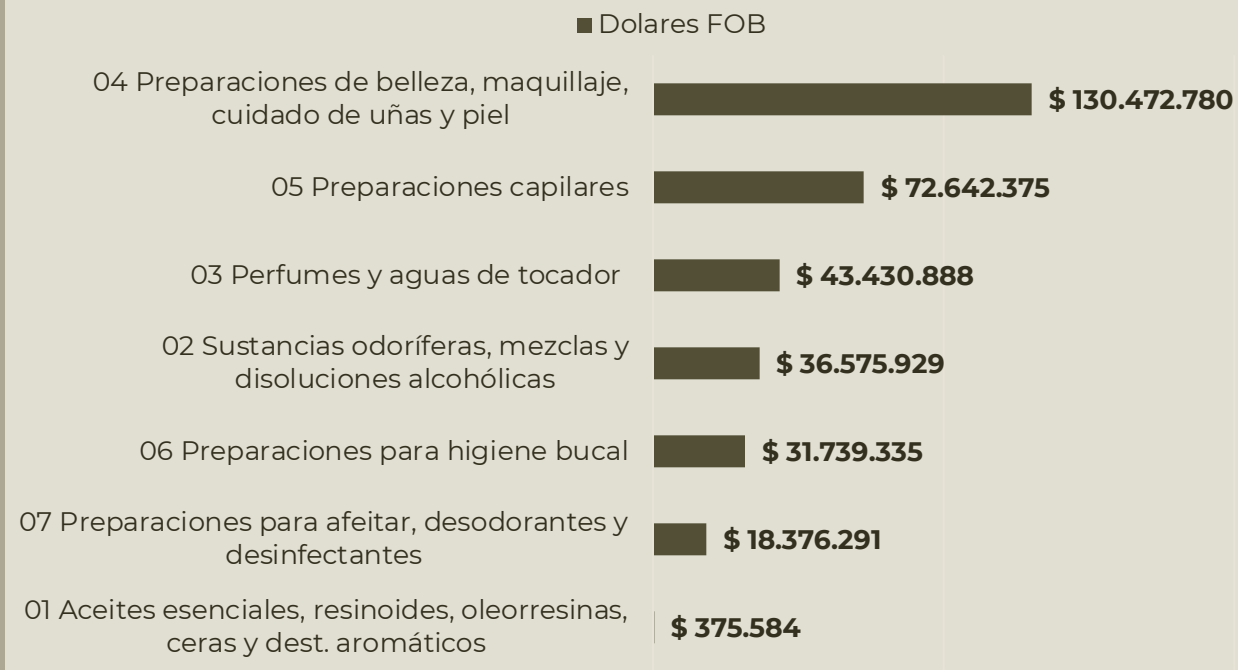 Dolares FOB
04 Preparaciones de belleza, maquillaje,
cuidado de uñas y piel
$ 130.472.780
05 Preparaciones capilares
$ 72.642.375
03 Perfumes y aguas de tocador
$ 43.430.888
02 Sustancias odoríferas, mezclas y
disoluciones alcohólicas
$ 36.575.929
06 Preparaciones para higiene bucal
$ 31.739.335
07 Preparaciones para afeitar, desodorantes y
desinfectantes
$ 18.376.291
01 Aceites esenciales, resinoides, oleorresinas,
ceras y dest. aromáticos
$ 375.584